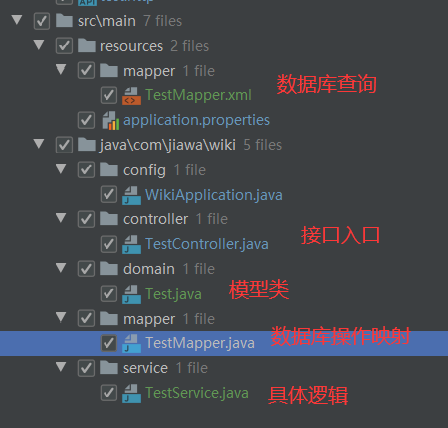 src\main 7 files
resources 2 files
mapper 1 file
TestMapper.xml 数据库查询
application.properties
java\com\jiawa\wiki 5 files
config 1 file
WikiApplication.java
controller 1 file
TestController.java 接口入口
domain 1 file
Test.java 模型类
mapper 1 file
TestMapper.java 数据库操作映射
service 1 file
TestService.java 具体逻辑